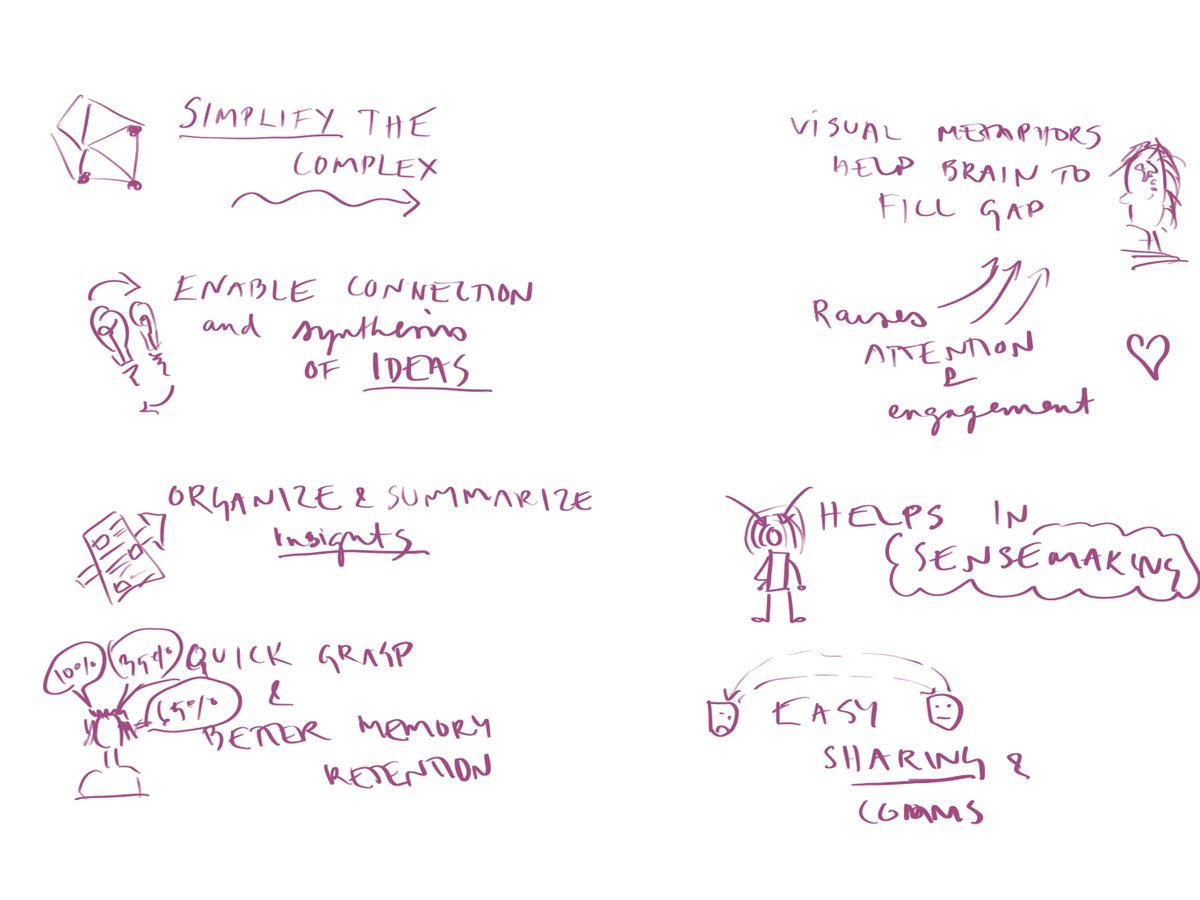 SIMPLIFY THE
COMPLEX
ENABLE CONNECTION
and synthesis
OF IDEAS
ORGANIZE & SUMMARIZE
Insights
10%
35%
65%
QUICK GRASP
&
BETTER MEMORY
RETENTION
VISUAL METAPHORS
HELP BRAIN TO
FILL GAP
Raises
ATTENTION
&
engagement
HELPS IN
SENSEMAKING
EASY
SHARING &
COMMS